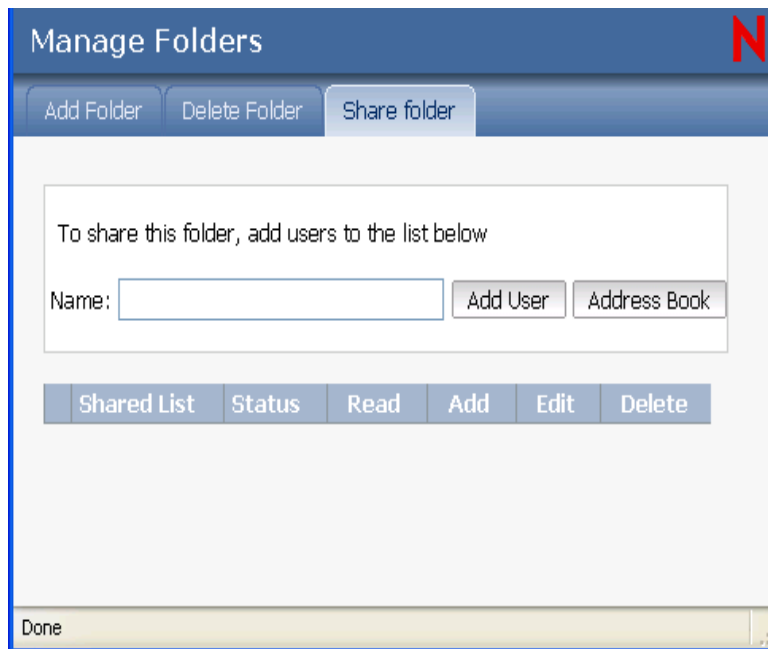 Manage Folders N
Add Folder Delete Folder Share folder
To share this folder, add users to the list below
Name: Add User Address Book
Shared List Status Read Add Edit Delete
Done